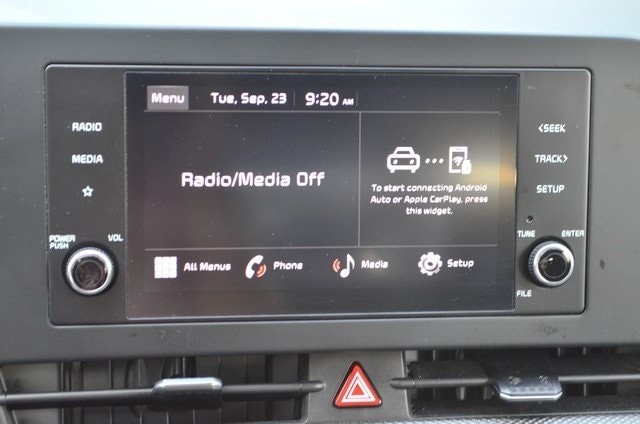 Menu Tue, Sep. 23 9:20 AM
RADIO
MEDIA
POWER PUSH VOL
Radio/Media Off
To start connecting Android
Auto or Apple CarPlay, press
this widget.
All Menus Phone Media Setup
<SEEK
TRACK>
SETUP
TUNE ENTER
FILE